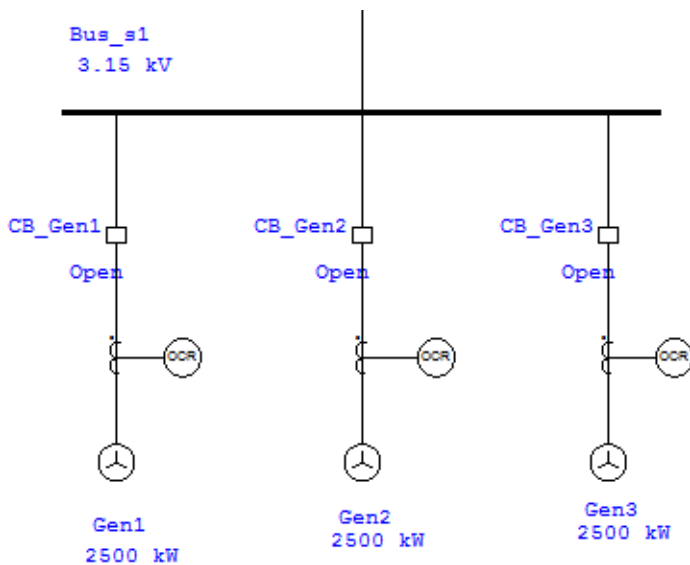 Bus_s1
3.15 kV
CB_Gen1
CB_Gen2
CB_Gen3
Open
Open
Open
OCR
OCR
OCR
Gen1
2500 kW
Gen2
2500 kW
Gen3
2500 kW